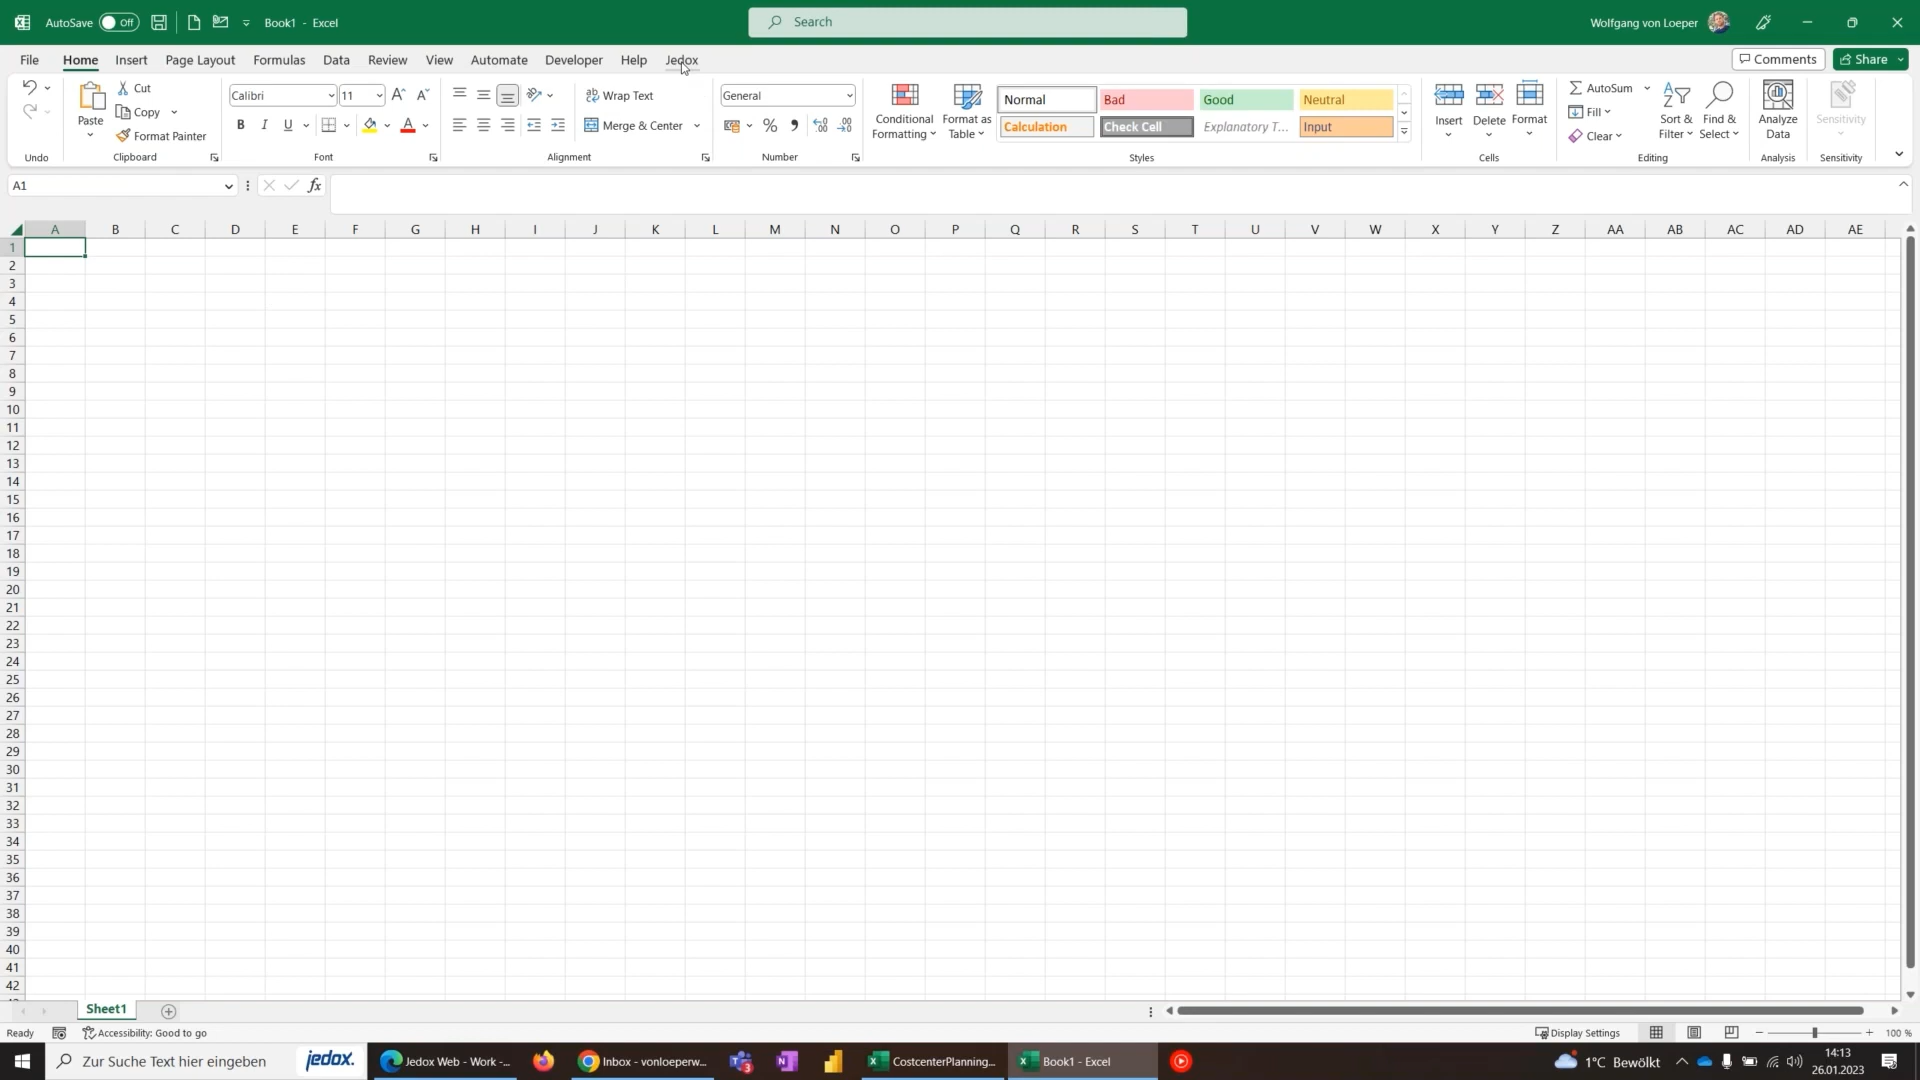 AutoSave Off Book1 - Excel Search Wolfgang von Loeper
File Home Insert Page Layout Formulas Data Review View Automate Developer Help Jedox Comments Share
Cut
Copy
Format Painter
Paste
Undo
Clipboard
Calibri 11
B I U
Font
Wrap Text
Merge & Center
Alignment
General
Number
Conditional Formatting
Format as Table
Normal Bad Good Neutral
Calculation Check Cell Explanatory T... Input
Styles
Insert Delete Format
Cells
AutoSum
Fill
Clear
Sort & Filter
Find & Select
Editing
Analyze Data
Analysis
Sensitivity
Sensitivity
A1 fx
A B C D E F G H I J K L M N O P Q R S T U V W X Y Z AA AB AC AD AE
1
2
3
4
5
6
7
8
9
10
11
12
13
14
15
16
17
18
19
20
21
22
23
24
25
26
27
28
29
30
31
32
33
34
35
36
37
38
39
40
41
42
Sheet1
Ready Accessibility: Good to go Display Settings 100 %
Zur Suche Text hier eingeben jedox. Jedox Web - Work -... Inbox - vonloeperw... 3 CostcenterPlanning... Book1 - Excel 1°C Bewölkt 14:13
26.01.2023